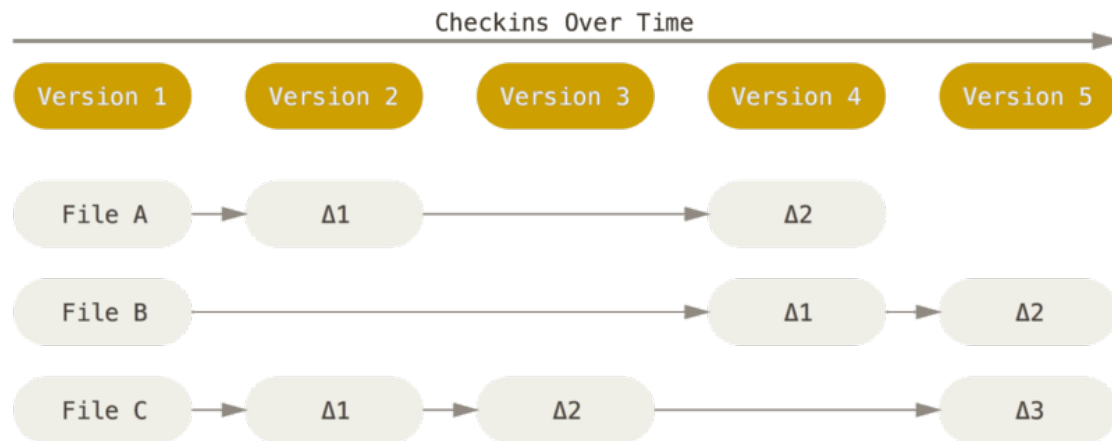 Checkins Over Time
Version 1 Version 2 Version 3 Version 4 Version 5
File A Δ1 Δ2
File B Δ1 Δ2
File C Δ1 Δ2 Δ3